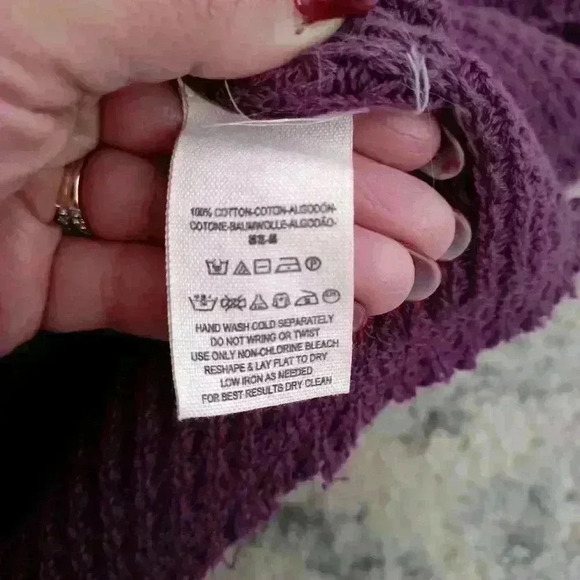 100% COTTON-COTON-ALGODÓN-
COTONE-BAUMWOLLE-ALGODÃO-
HAND WASH COLD SEPARATELY
DO NOT WRING OR TWIST
USE ONLY NON-CHLORINE BLEACH
RESHAPE & LAY FLAT TO DRY
LOW IRON AS NEEDED
FOR BEST RESULTS DRY CLEAN